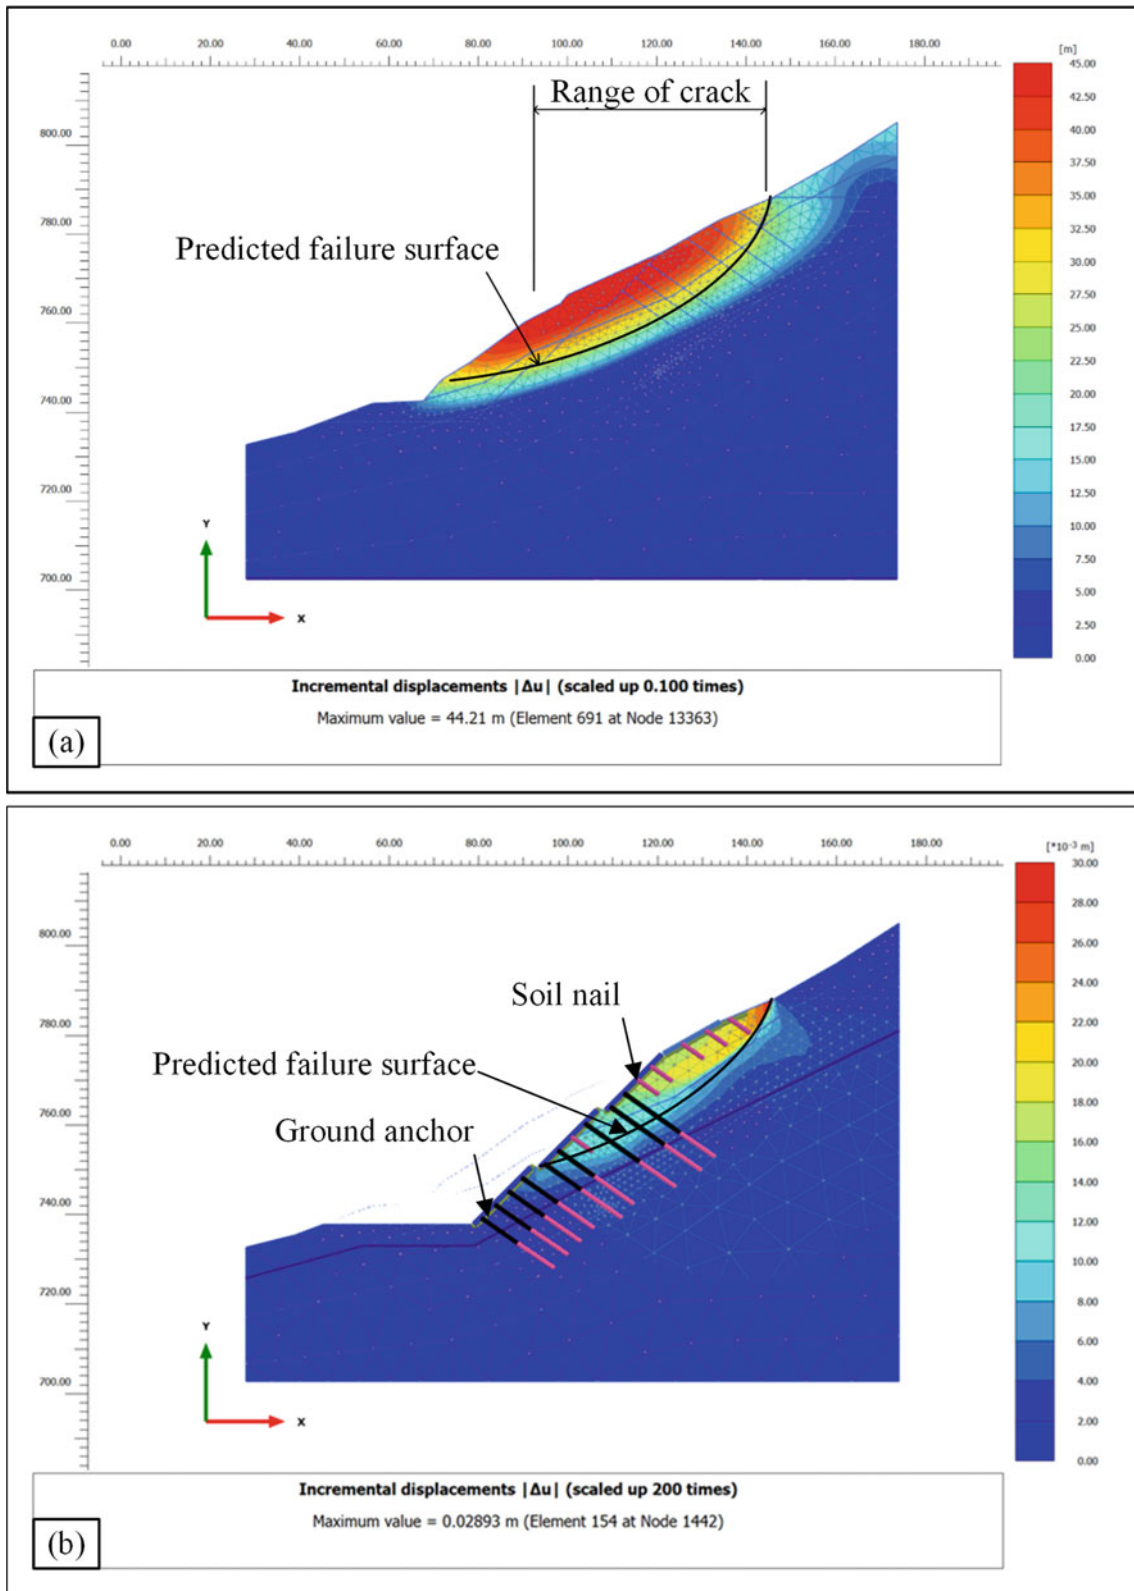 0.00 20.00 40.00 60.00 80.00 100.00 120.00 140.00 160.00 180.00
[m]
45.00
42.50
40.00
37.50
35.00
32.50
30.00
27.50
25.00
22.50
20.00
17.50
15.00
12.50
10.00
7.50
5.00
2.50
0.00
Range of crack
800.00
780.00
760.00
740.00
720.00
700.00
Predicted failure surface
Y
X
Incremental displacements |Δu| (scaled up 0.100 times)
Maximum value = 44.21 m (Element 691 at Node 13363)
(a)
0.00 20.00 40.00 60.00 80.00 100.00 120.00 140.00 160.00 180.00
[*10⁻³ m]
30.00
28.00
26.00
24.00
22.00
20.00
18.00
16.00
14.00
12.00
10.00
8.00
6.00
4.00
2.00
0.00
800.00
780.00
760.00
740.00
720.00
700.00
Soil nail
Predicted failure surface
Ground anchor
Y
X
Incremental displacements |Δu| (scaled up 200 times)
Maximum value = 0.02893 m (Element 154 at Node 1442)
(b)